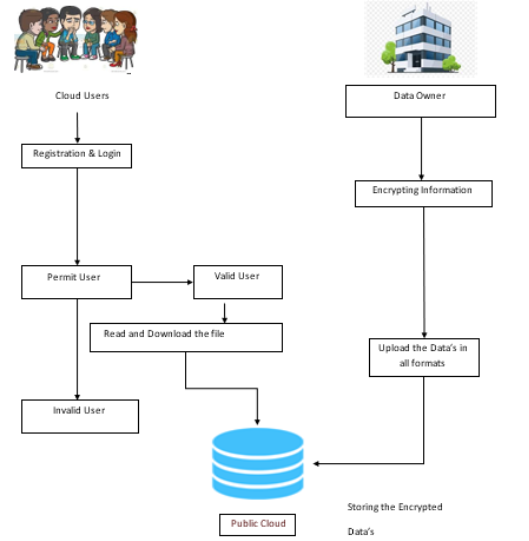 Cloud Users
Data Owner
Registration & Login
Encrypting Information
Permit User
Valid User
Read and Download the file
Upload the Data's in
all formats
Invalid User
Public Cloud
Storing the Encrypted
Data's